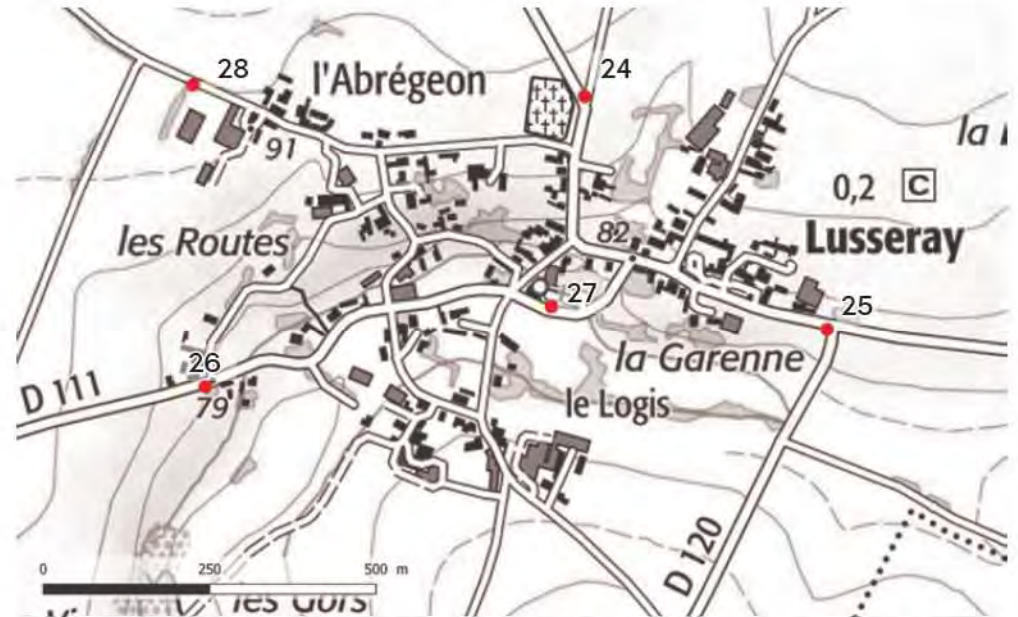 28
l'Abrégeon
24
91
la
0,2 C
82
Lusseray
les Routes
27
25
26
la Garenne
D 111
79
le Logis
D 120
0 250 500 m
les Gors